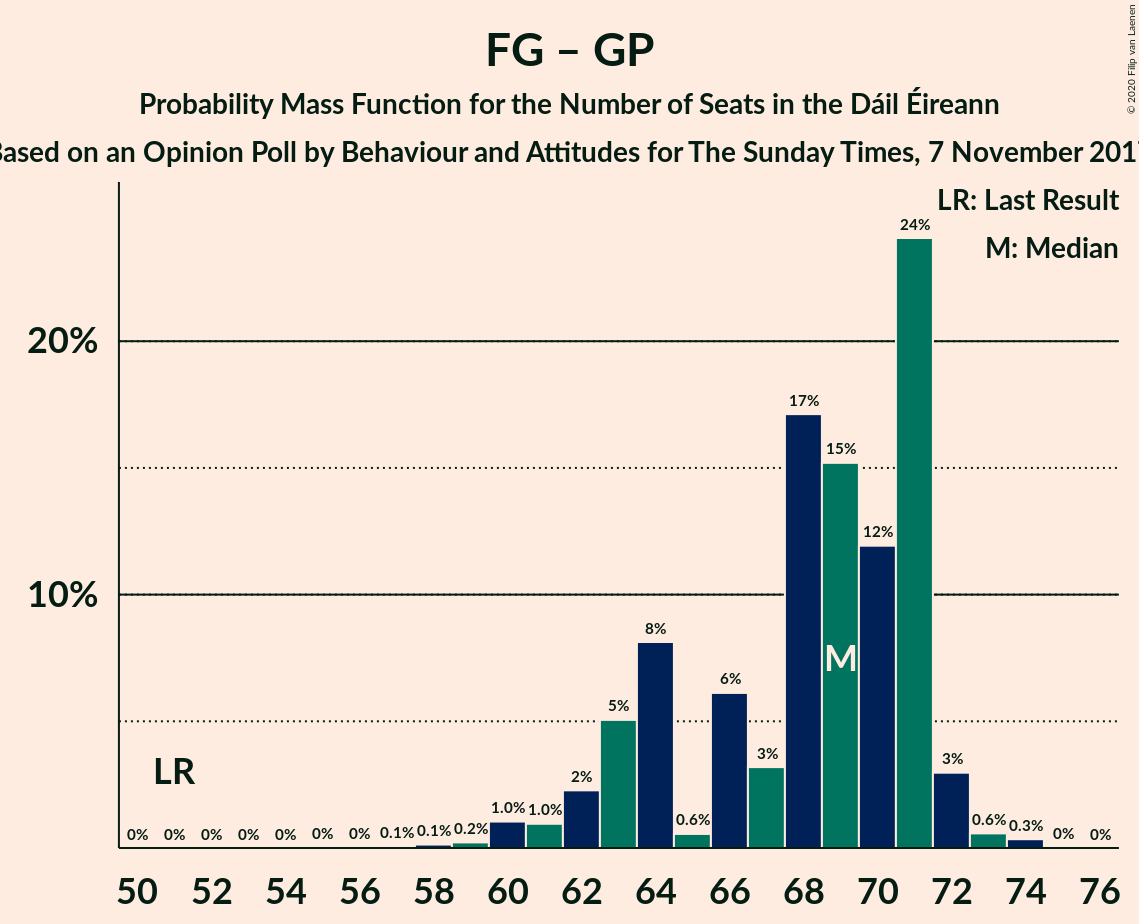 FG – GP
Probability Mass Function for the Number of Seats in the Dáil Éireann
Based on an Opinion Poll by Behaviour and Attitudes for The Sunday Times, 7 November 2017
© 2020 Filip van Laenen
LR: Last Result
M: Median
24%
20%
17%
15%
12%
10%
8%
M
6%
5%
3%
3%
LR
2%
0% 0% 0% 0% 0% 0% 0% 0.1% 0.1% 0.2% 1.0% 1.0% 0.6% 0.6% 0.3% 0% 0%
50 52 54 56 58 60 62 64 66 68 70 72 74 76